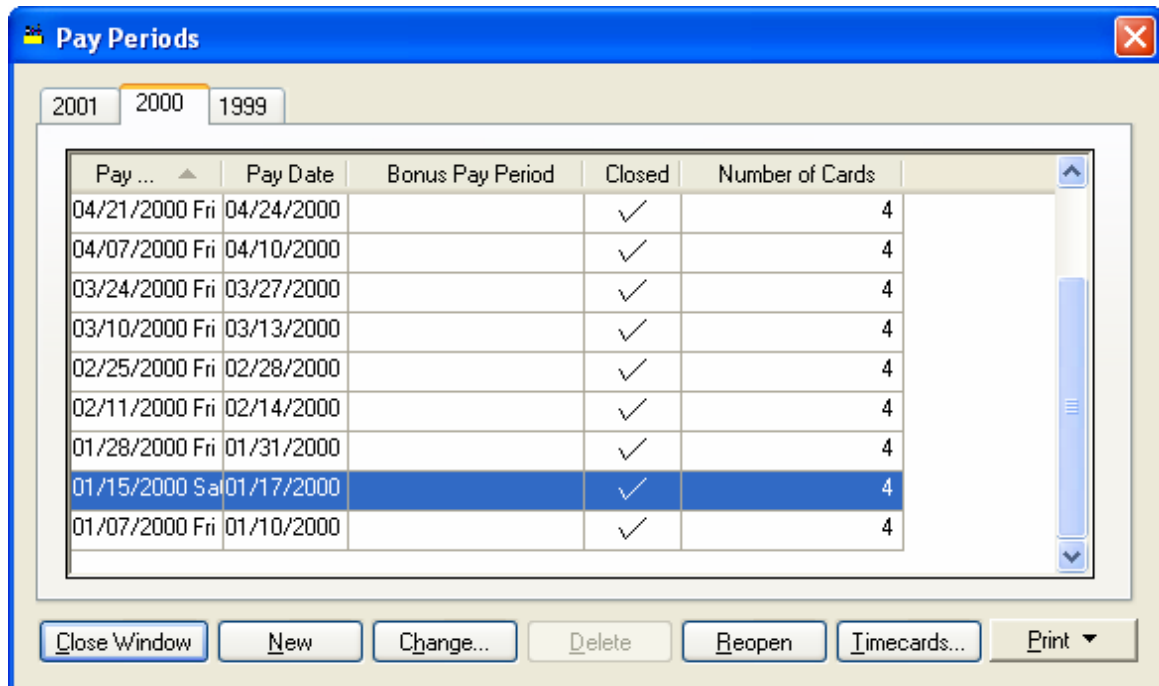 Pay Periods
2001 2000 1999
Pay ... Pay Date Bonus Pay Period Closed Number of Cards
04/21/2000 Fri 04/24/2000 4
04/07/2000 Fri 04/10/2000 4
03/24/2000 Fri 03/27/2000 4
03/10/2000 Fri 03/13/2000 4
02/25/2000 Fri 02/28/2000 4
02/11/2000 Fri 02/14/2000 4
01/28/2000 Fri 01/31/2000 4
01/15/2000 Sat 01/17/2000 4
01/07/2000 Fri 01/10/2000 4
Close Window New Change... Delete Reopen Timecards... Print